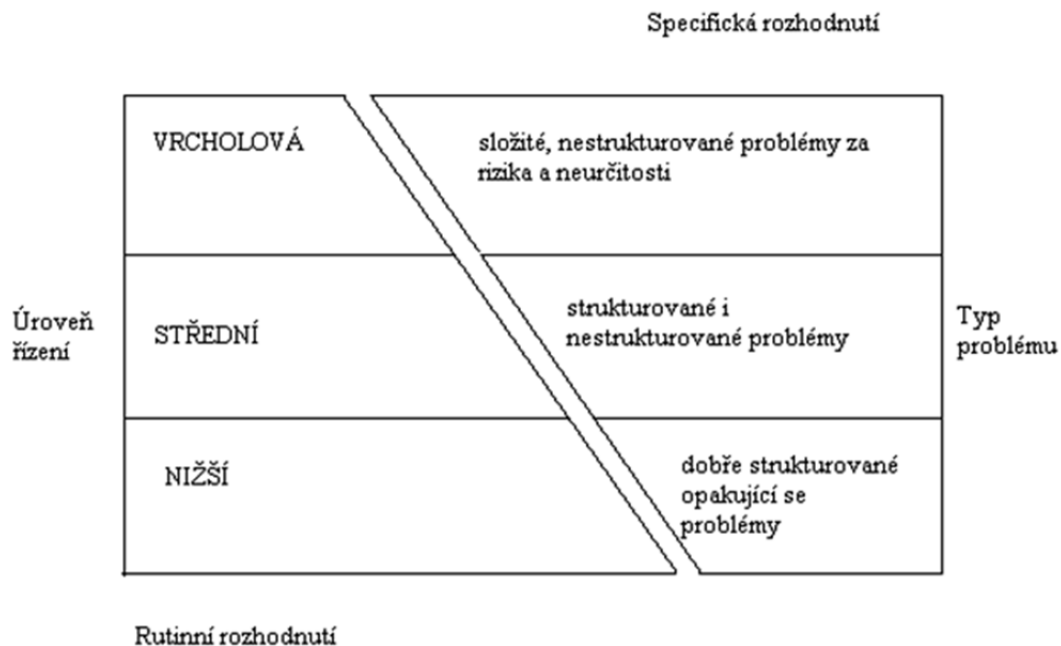 Specifická rozhodnutí
VRCHOLOVÁ
složité, nestrukturované problémy za
rizika a neurčitosti
Úroveň
řízení
STŘEDNÍ
strukturované i
nestrukturované problémy
Typ
problému
NIŽŠÍ
dobře strukturované
opakující se
problémy
Rutinní rozhodnutí